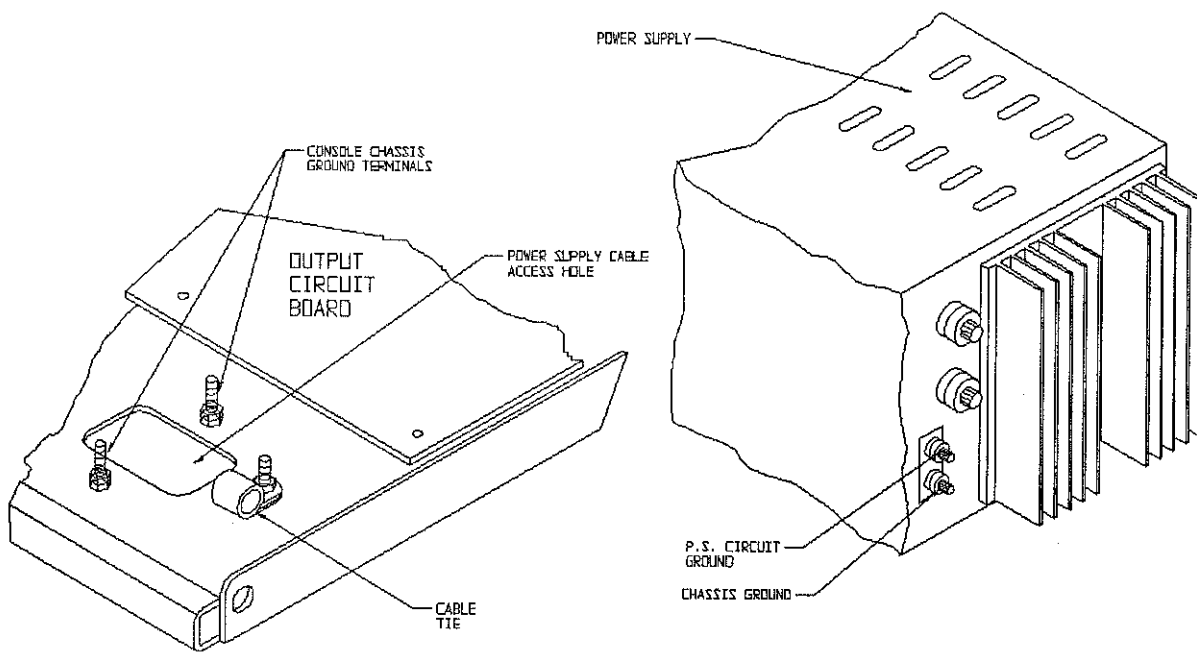 POWER SUPPLY
CONSOLE CHASSIS
GROUND TERMINALS
OUTPUT
CIRCUIT
BOARD
POWER SUPPLY CABLE
ACCESS HOLE
P.S. CIRCUIT
GROUND
CHASSIS GROUND
CABLE
TIE